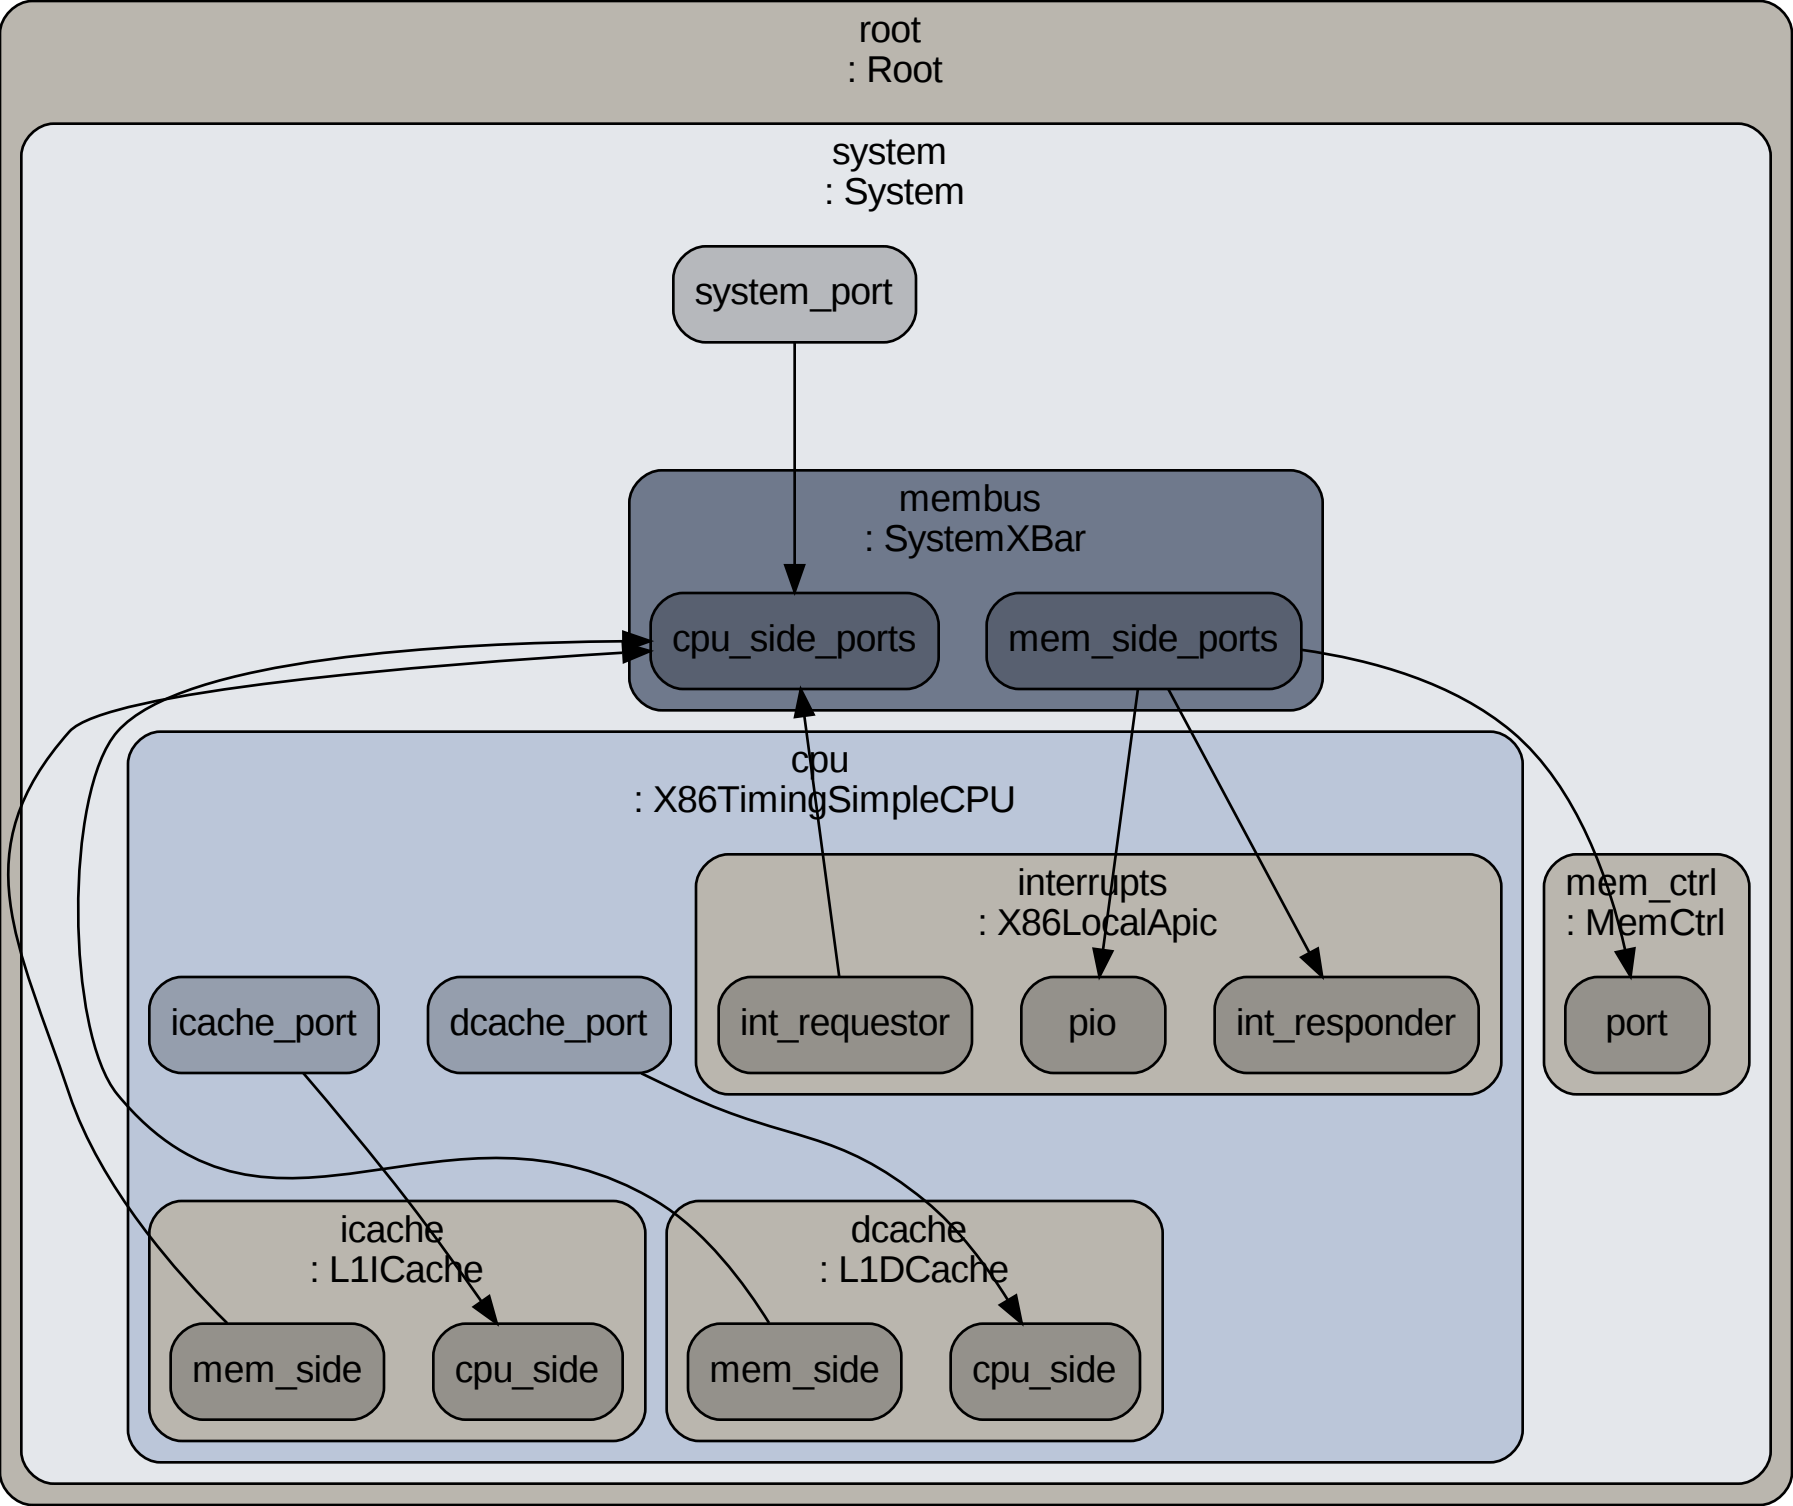 root
: Root
system
: System
system_port
membus
: SystemXBar
cpu_side_ports
mem_side_ports
cpu
: X86TimingSimpleCPU
interrupts
: X86LocalApic
mem_ctrl
: MemCtrl
icache_port
dcache_port
int_requestor
pio
int_responder
port
icache
: L1ICache
dcache
: L1DCache
mem_side
cpu_side
mem_side
cpu_side